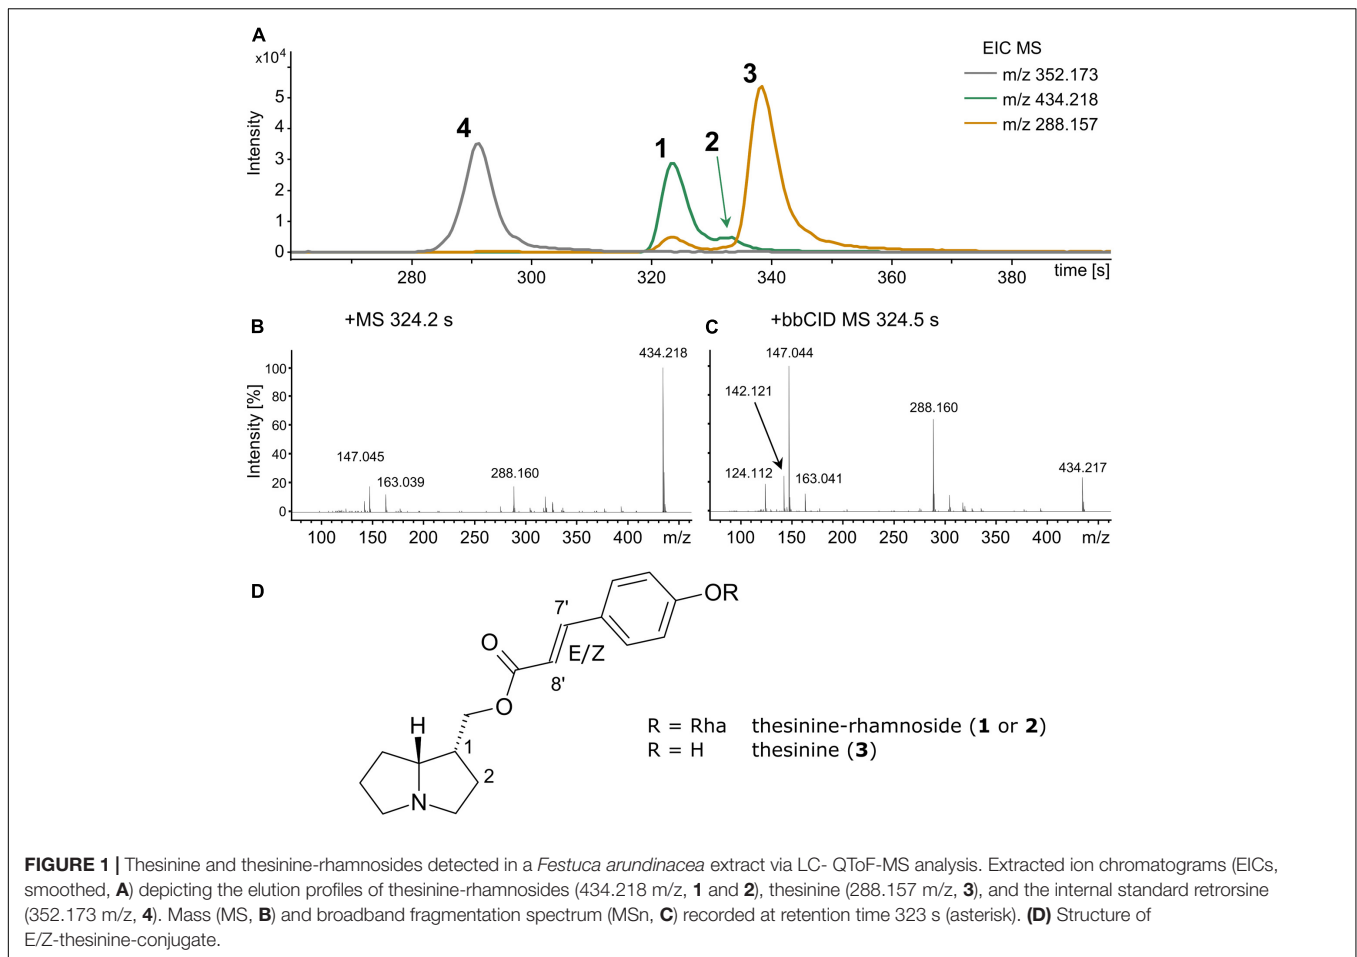 A
x10⁴
5
4
3
2
1
0
Intensity
4
1
2
3
EIC MS
m/z 352.173
m/z 434.218
m/z 288.157
280
300
320
340
360
380
time [s]
B
+MS 324.2 s
Intensity [%]
100
80
60
40
20
0
147.045
163.039
288.160
434.218
100
150
200
250
300
350
400
m/z
C
+bbCID MS 324.5 s
147.044
142.121
124.112
163.041
288.160
434.217
100
150
200
250
300
350
400
m/z
D
OR
7'
E/Z
O
8'
O
H
1
2
N
R = Rha thesinine-rhamnoside (1 or 2)
R = H thesinine (3)
FIGURE 1 | Thesinine and thesinine-rhamnosides detected in a Festuca arundinacea extract via LC- QToF-MS analysis. Extracted ion chromatograms (EICs,
smoothed, A) depicting the elution profiles of thesinine-rhamnosides (434.218 m/z, 1 and 2), thesinine (288.157 m/z, 3), and the internal standard retrorsine
(352.173 m/z, 4). Mass (MS, B) and broadband fragmentation spectrum (MSn, C) recorded at retention time 323 s (asterisk). (D) Structure of
E/Z-thesinine-conjugate.